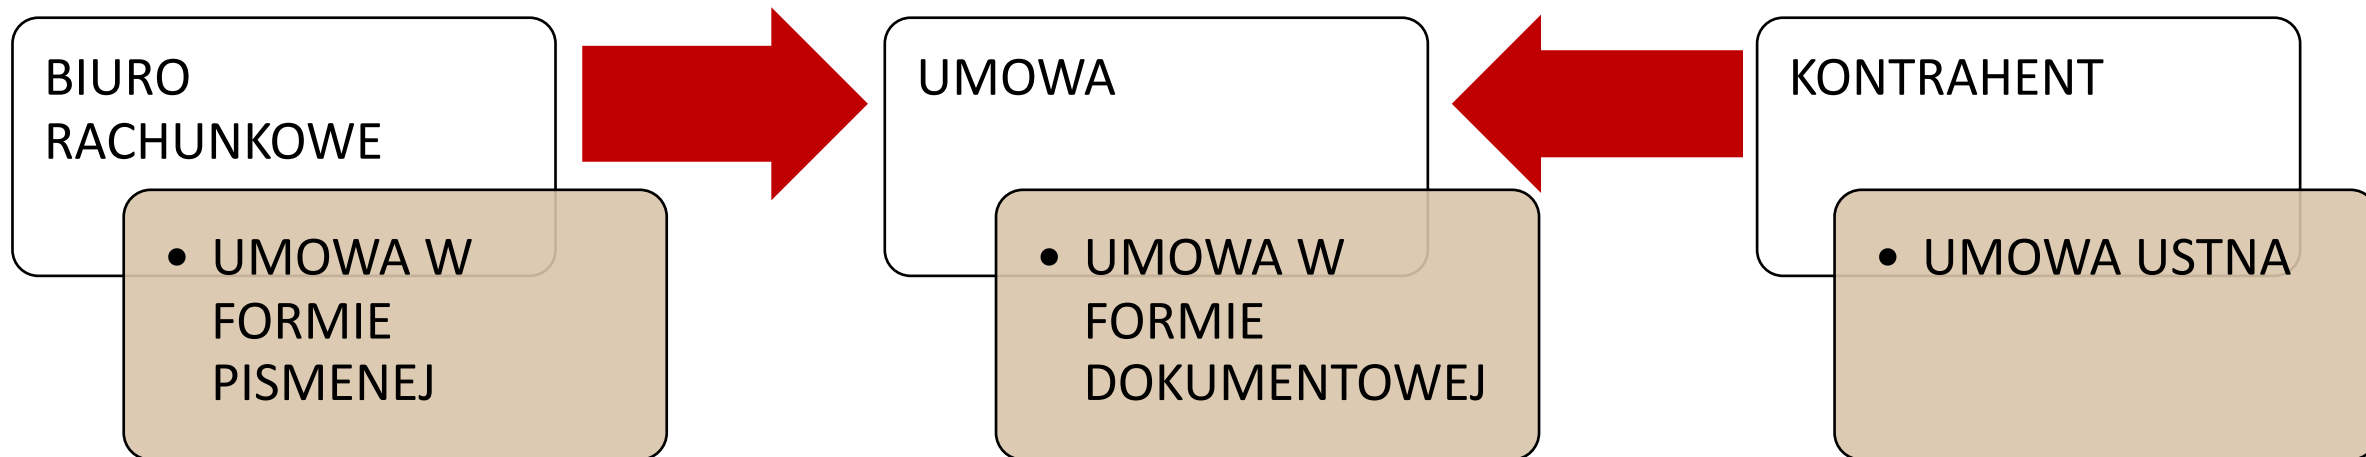 BIURO
RACHUNKOWE
• UMOWA W
FORMIE
PISMENEJ
UMOWA
• UMOWA W
FORMIE
DOKUMENTOWEJ
KONTRAHENT
• UMOWA USTNA